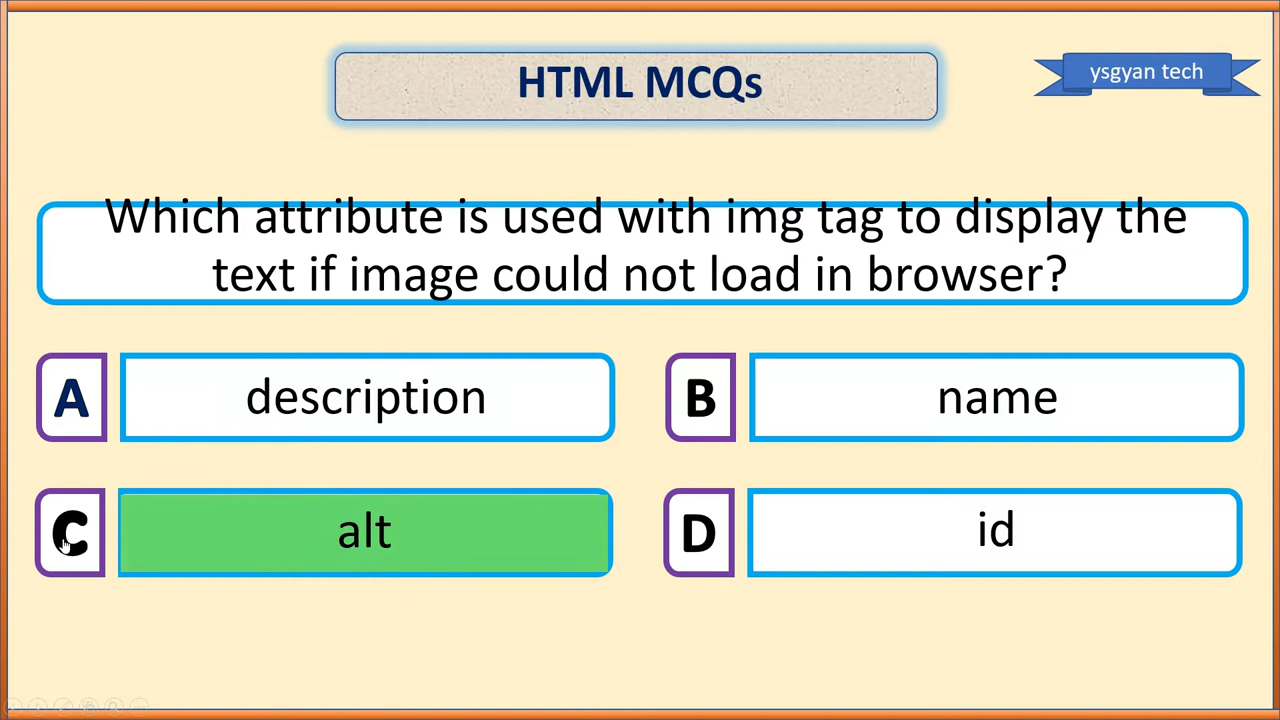 HTML MCQs
ysgyan tech
Which attribute is used with img tag to display the
text if image could not load in browser?
A description
B name
C alt
D id